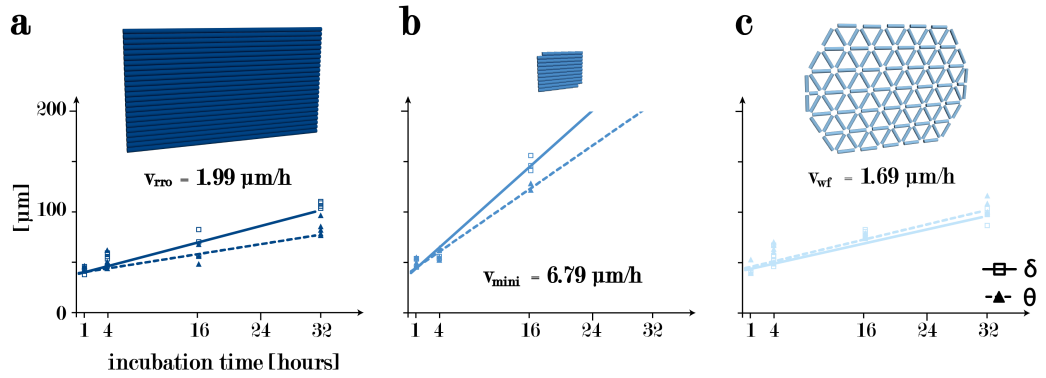 a
b
c
200
100
0
[µm]
v_rro = 1.99 µm/h
v_mini = 6.79 µm/h
v_wf = 1.69 µm/h
δ
θ
1 4 16 24 32
1 4 16 24 32
1 4 16 24 32
incubation time [hours]